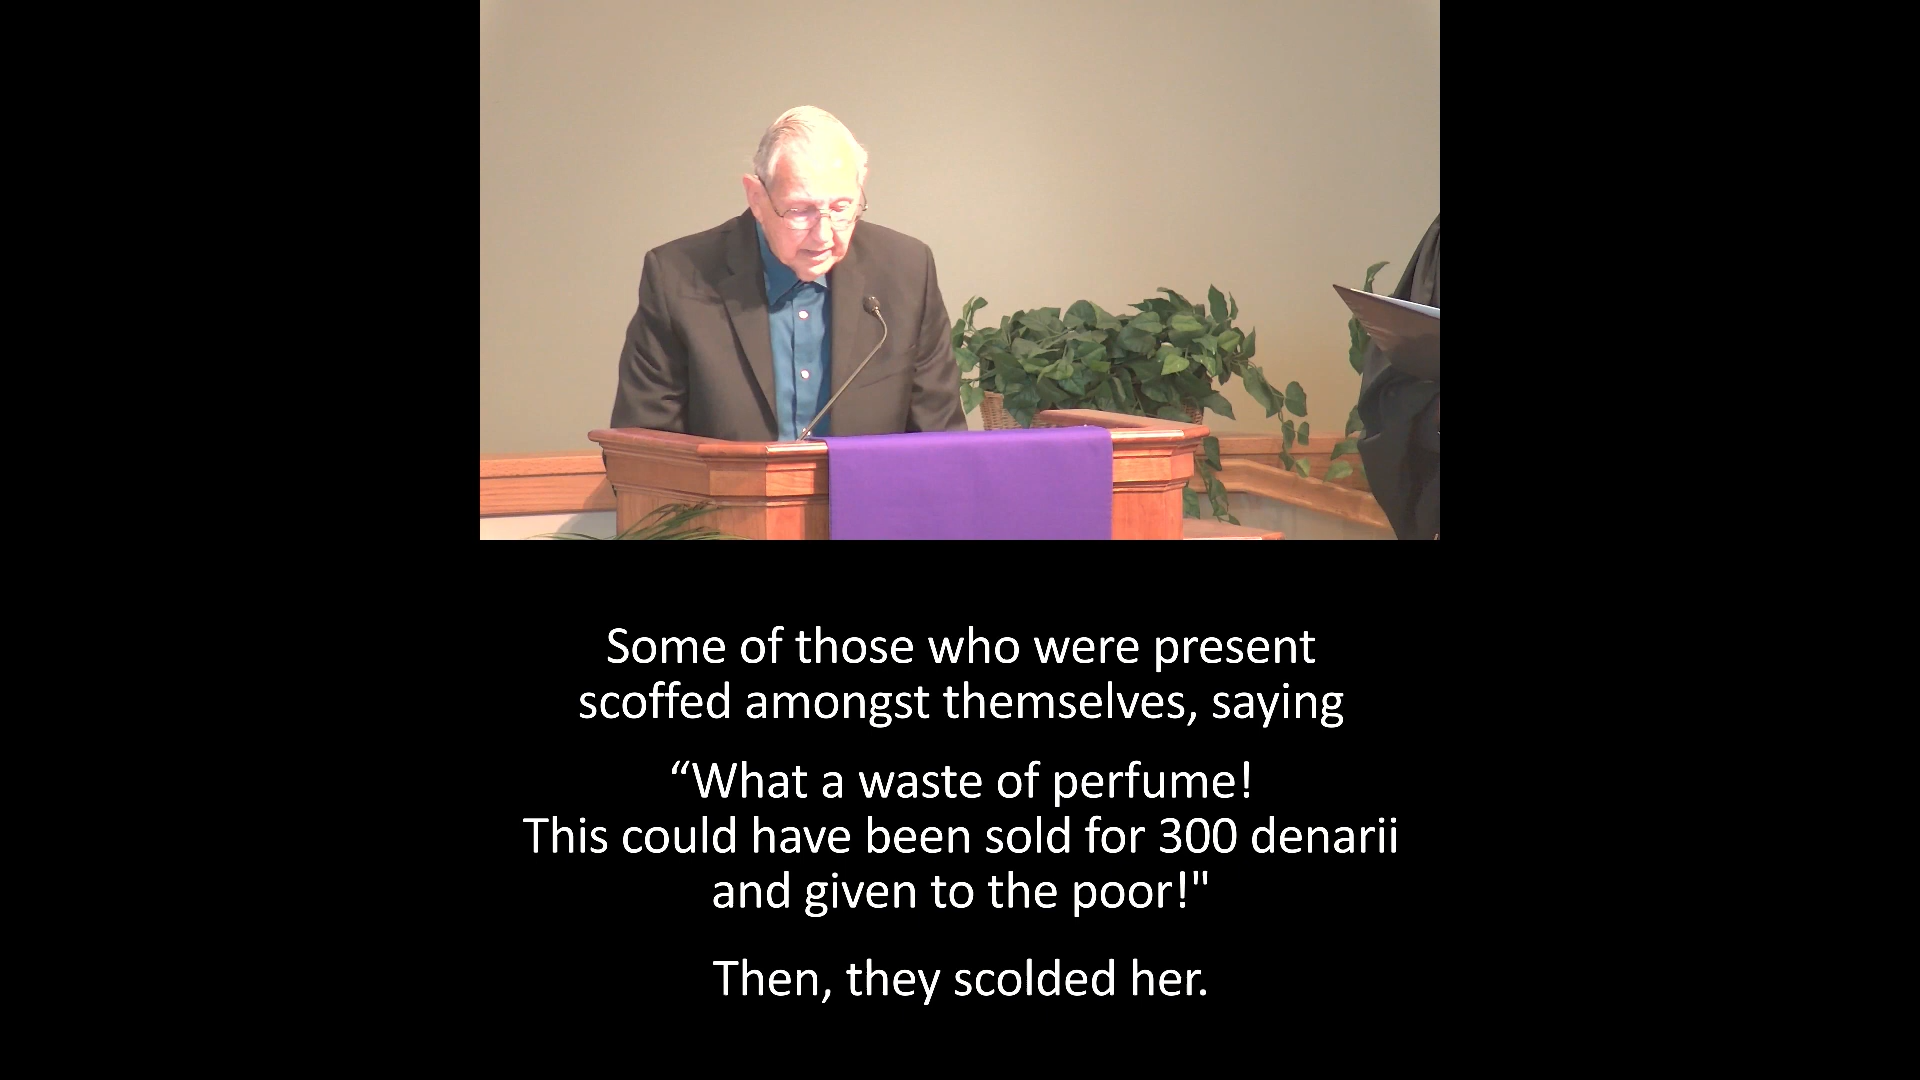 Some of those who were present
scoffed amongst themselves, saying
“What a waste of perfume!
This could have been sold for 300 denarii
and given to the poor!"
Then, they scolded her.